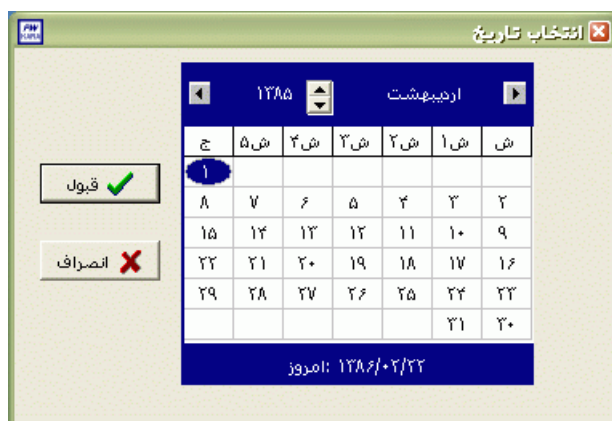 انتخاب تاریخ
اردیبهشت ۱۳۸۵
ش ش۱ ش۲ ش۳ ش۴ ش۵ ج
۱
۲ ۳ ۴ ۵ ۶ ۷ ۸
۹ ۱۰ ۱۱ ۱۲ ۱۳ ۱۴ ۱۵
۱۶ ۱۷ ۱۸ ۱۹ ۲۰ ۲۱ ۲۲
۲۳ ۲۴ ۲۵ ۲۶ ۲۷ ۲۸ ۲۹
۳۰ ۳۱
امروز: ۱۳۸۶/۰۲/۲۲
قبول
انصراف